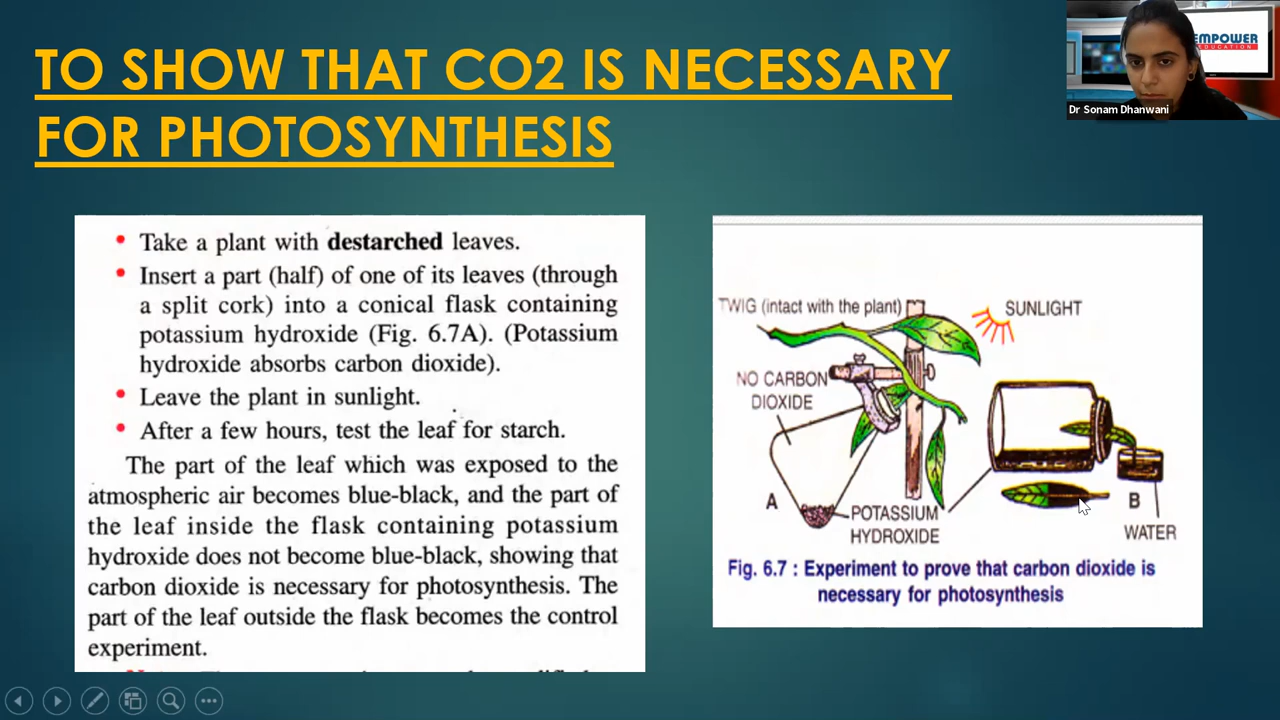 TO SHOW THAT CO2 IS NECESSARY
FOR PHOTOSYNTHESIS
EMPOWER
EDUCATION
Dr Sonam Dhanwani
• Take a plant with destarched leaves.
• Insert a part (half) of one of its leaves (through
a split cork) into a conical flask containing
potassium hydroxide (Fig. 6.7A). (Potassium
hydroxide absorbs carbon dioxide).
• Leave the plant in sunlight.
• After a few hours, test the leaf for starch.
The part of the leaf which was exposed to the
atmospheric air becomes blue-black, and the part of
the leaf inside the flask containing potassium
hydroxide does not become blue-black, showing that
carbon dioxide is necessary for photosynthesis. The
part of the leaf outside the flask becomes the control
experiment.
TWIG (intact with the plant)
SUNLIGHT
NO CARBON
DIOXIDE
A
POTASSIUM
HYDROXIDE
B
WATER
Fig. 6.7 : Experiment to prove that carbon dioxide is
necessary for photosynthesis